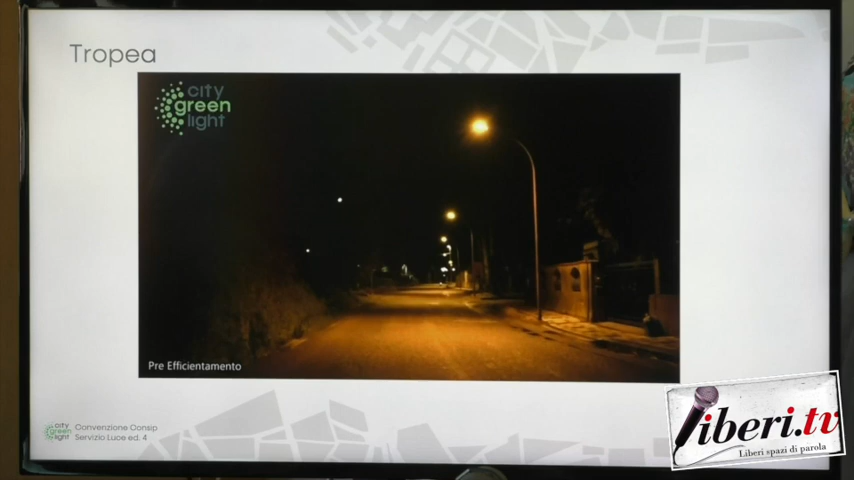 Tropea
city
green
light
Pre Efficientamento
city
green
light
Convenzione Consip
Servizio Luce ed. 4
liberi.tv
Liberi spazi di parola